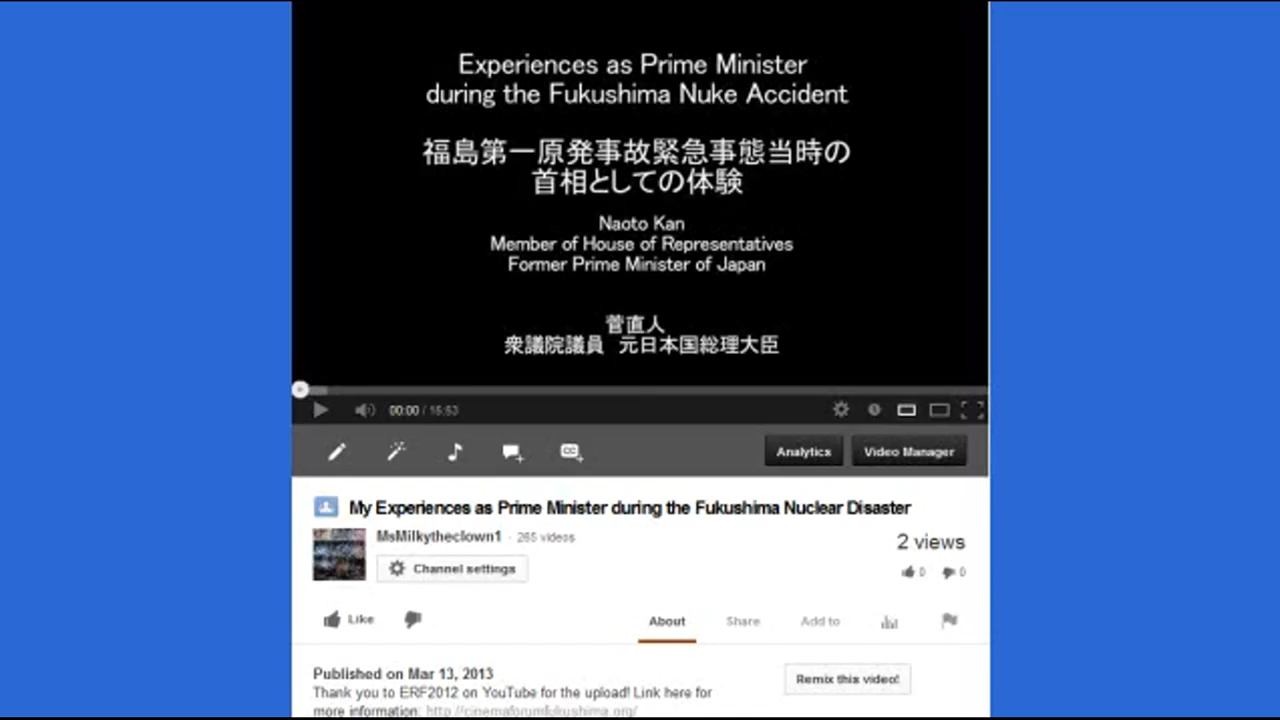 Experiences as Prime Minister
during the Fukushima Nuke Accident
福島第一原発事故緊急事態当時の
首相としての体験
Naoto Kan
Member of House of Representatives
Former Prime Minister of Japan
菅直人
衆議院議員 元日本国総理大臣
00:00 / 15:53
Analytics Video Manager
My Experiences as Prime Minister during the Fukushima Nuclear Disaster
MsMilkytheclown1 · 265 videos
2 views
Channel settings
0 0
Like About Share Add to
Published on Mar 13, 2013
Remix this video!
Thank you to ERF2012 on YouTube for the upload! Link here for
more information: http://cinemaforumfukushima.org/